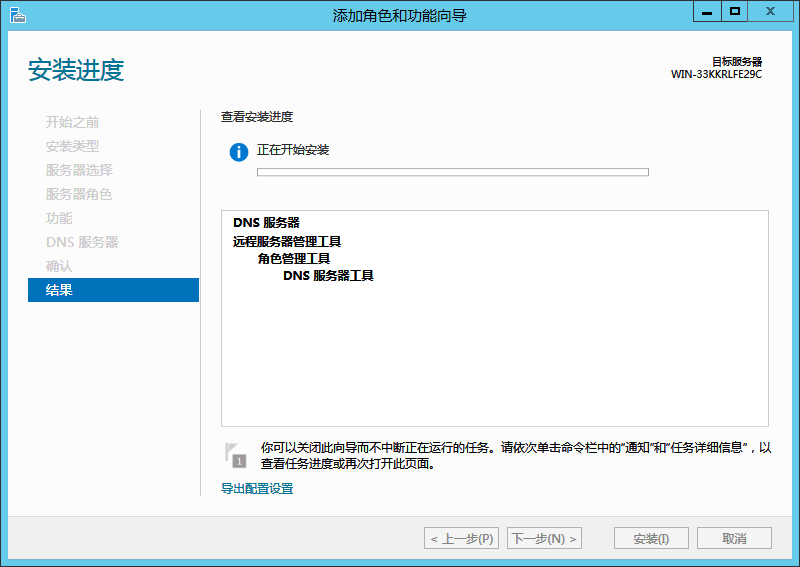 添加角色和功能向导
安装进度
目标服务器
WIN-33KKRLFE29C
开始之前
安装类型
服务器选择
服务器角色
功能
DNS 服务器
确认
结果
查看安装进度
正在开始安装
DNS 服务器
远程服务器管理工具
角色管理工具
DNS 服务器工具
1
你可以关闭此向导而不中断正在运行的任务。请依次单击命令栏中的“通知”和“任务详细信息”，以
查看任务进度或再次打开此页面。
导出配置设置
< 上一步(P)
下一步(N) >
安装(I)
取消